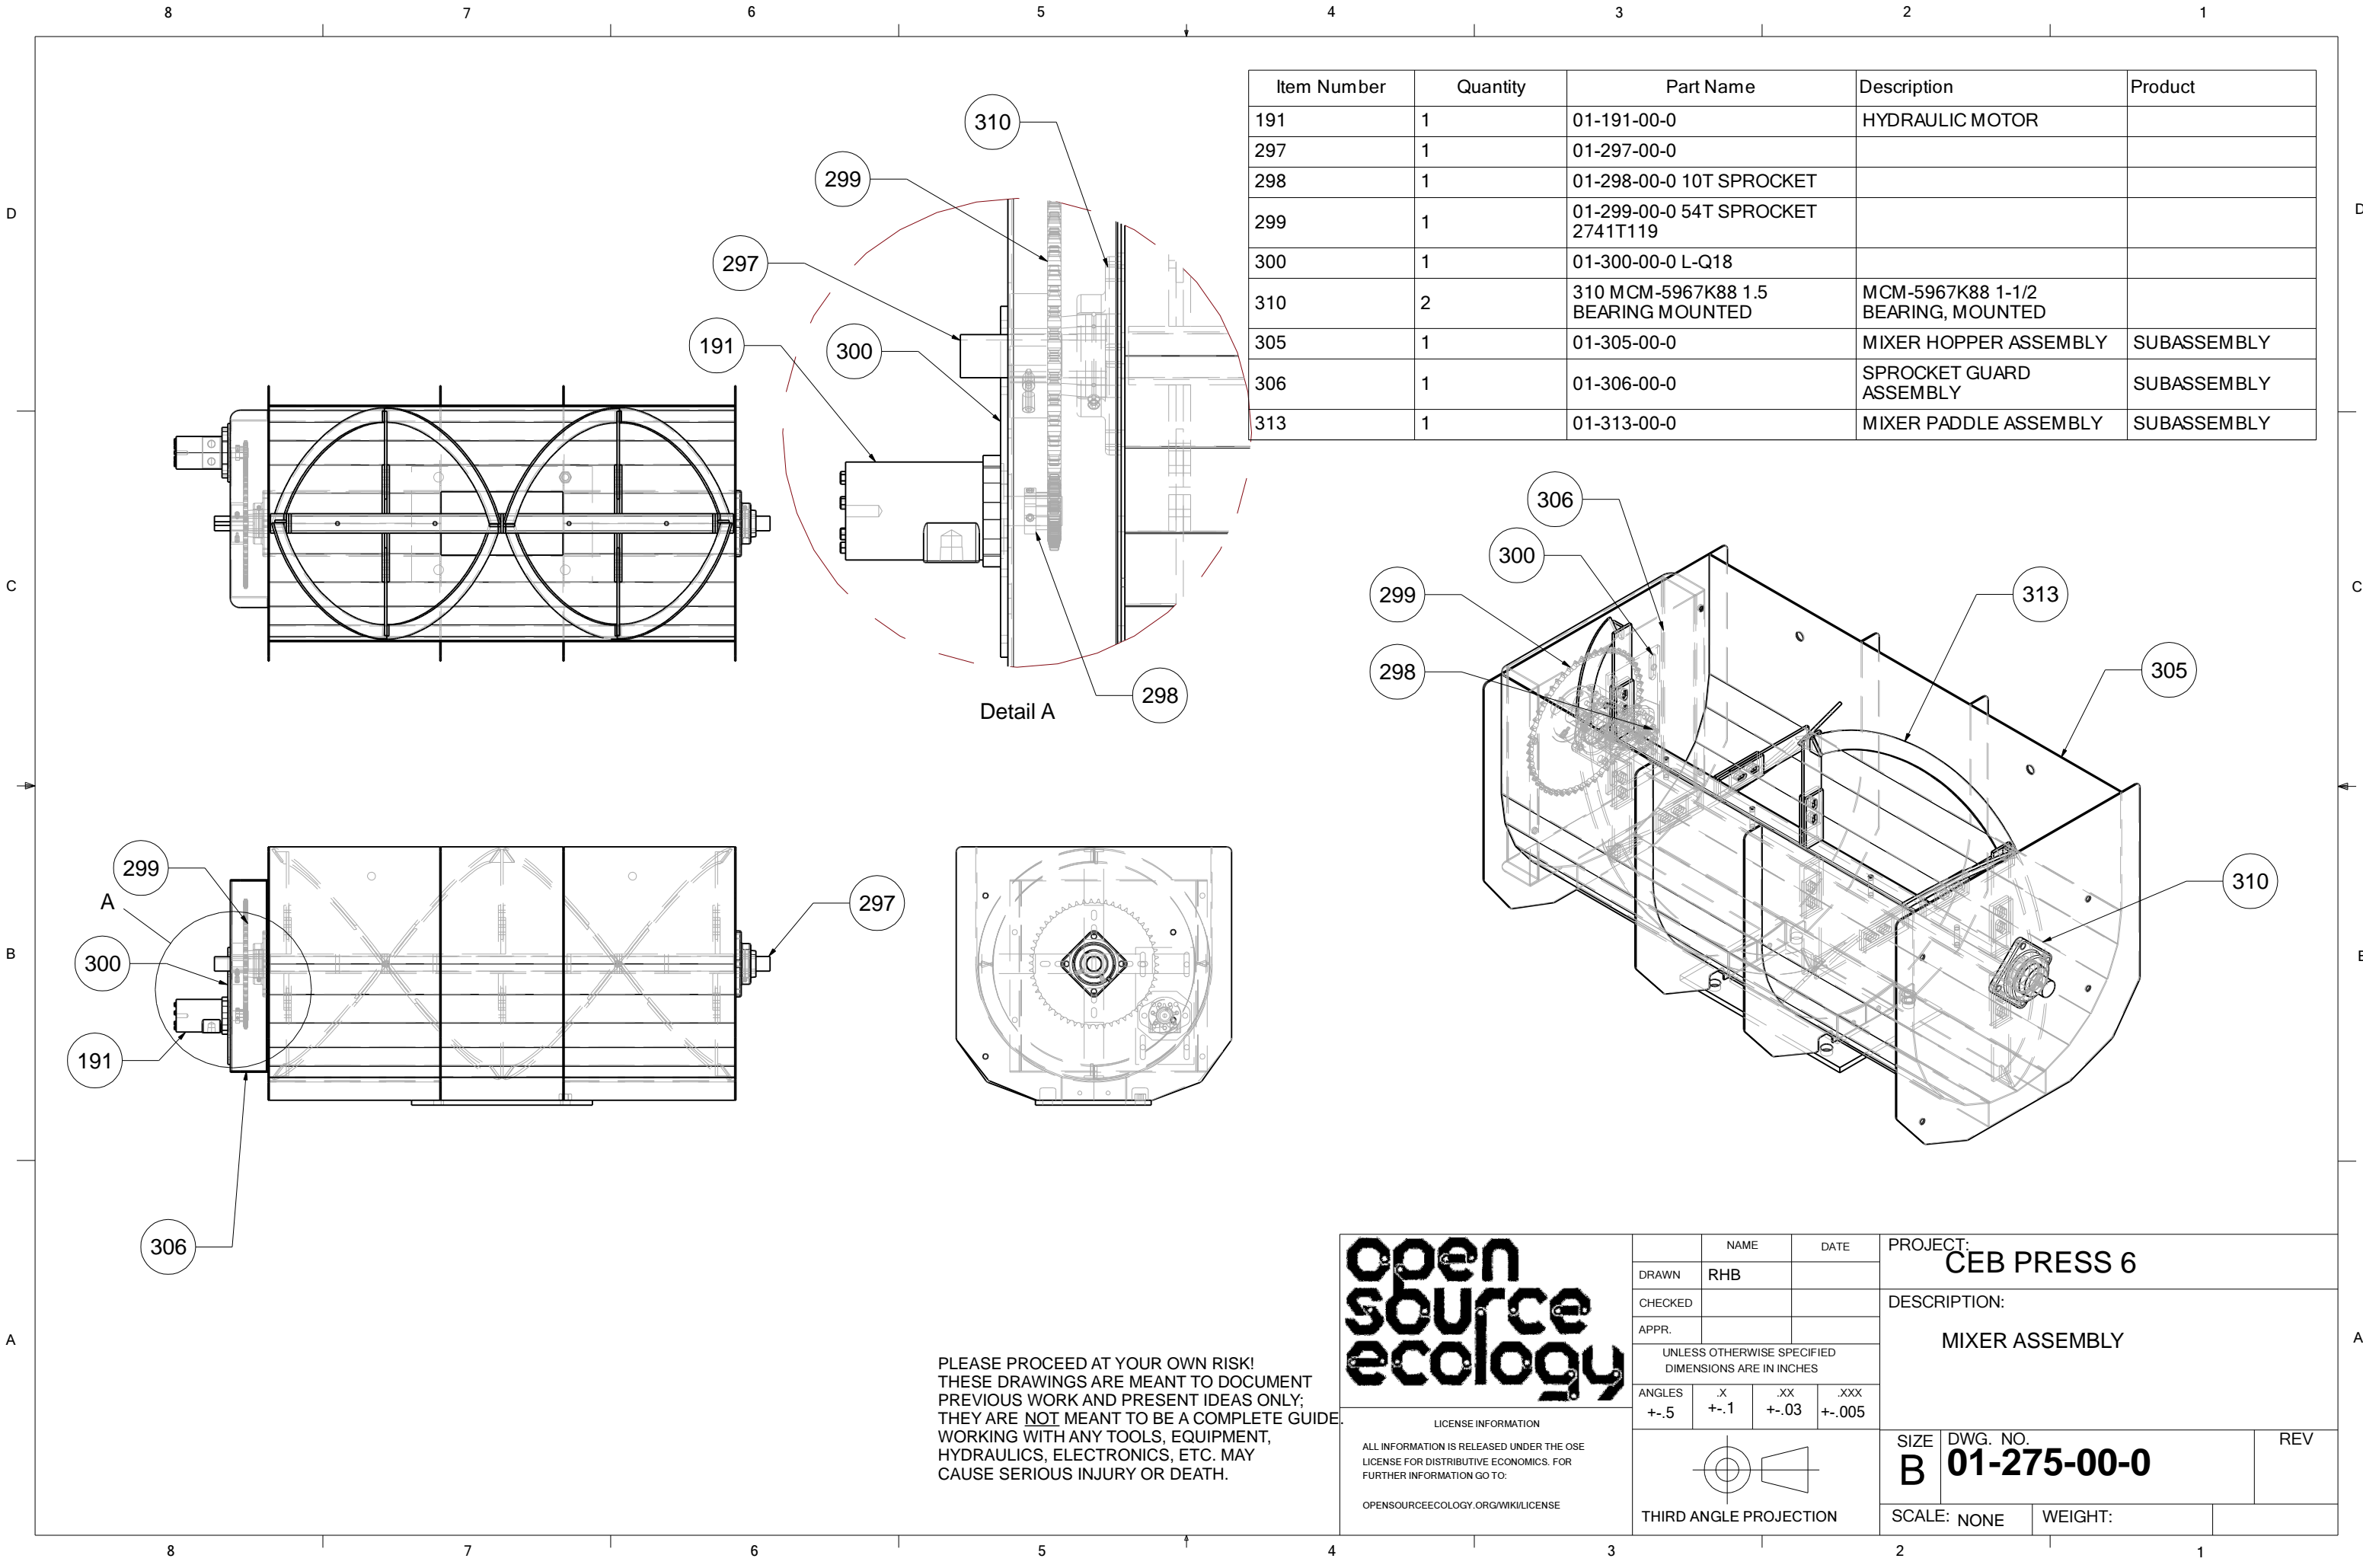 8 7 6 5 4 3 2 1
Item Number Quantity Part Name Description Product
191 1 01-191-00-0 HYDRAULIC MOTOR
297 1 01-297-00-0
298 1 01-298-00-0 10T SPROCKET
299 1 01-299-00-0 54T SPROCKET
2741T119
300 1 01-300-00-0 L-Q18
310 2 310 MCM-5967K88 1.5 MCM-5967K88 1-1/2
BEARING MOUNTED BEARING, MOUNTED
305 1 01-305-00-0 MIXER HOPPER ASSEMBLY SUBASSEMBLY
306 1 01-306-00-0 SPROCKET GUARD
ASSEMBLY SUBASSEMBLY
313 1 01-313-00-0 MIXER PADDLE ASSEMBLY SUBASSEMBLY
310
299
297
191
300
298
Detail A
306
300
299
298
313
305
310
299
A
300
191
306
297
D
C
B
A
D
C
B
A
PLEASE PROCEED AT YOUR OWN RISK!
THESE DRAWINGS ARE MEANT TO DOCUMENT
PREVIOUS WORK AND PRESENT IDEAS ONLY;
THEY ARE NOT MEANT TO BE A COMPLETE GUIDE.
WORKING WITH ANY TOOLS, EQUIPMENT,
HYDRAULICS, ELECTRONICS, ETC. MAY
CAUSE SERIOUS INJURY OR DEATH.
open
source
ecology
LICENSE INFORMATION
ALL INFORMATION IS RELEASED UNDER THE OSE
LICENSE FOR DISTRIBUTIVE ECONOMICS. FOR
FURTHER INFORMATION GO TO:
OPENSOURCEECOLOGY.ORG/WIKI/LICENSE
NAME DATE
DRAWN RHB
CHECKED
APPR.
UNLESS OTHERWISE SPECIFIED
DIMENSIONS ARE IN INCHES
ANGLES .X .XX .XXX
+-.5 +-.1 +-.03 +-.005
THIRD ANGLE PROJECTION
PROJECT:
CEB PRESS 6
DESCRIPTION:
MIXER ASSEMBLY
SIZE DWG. NO. REV
B 01-275-00-0
SCALE: NONE WEIGHT:
8 7 6 5 4 3 2 1